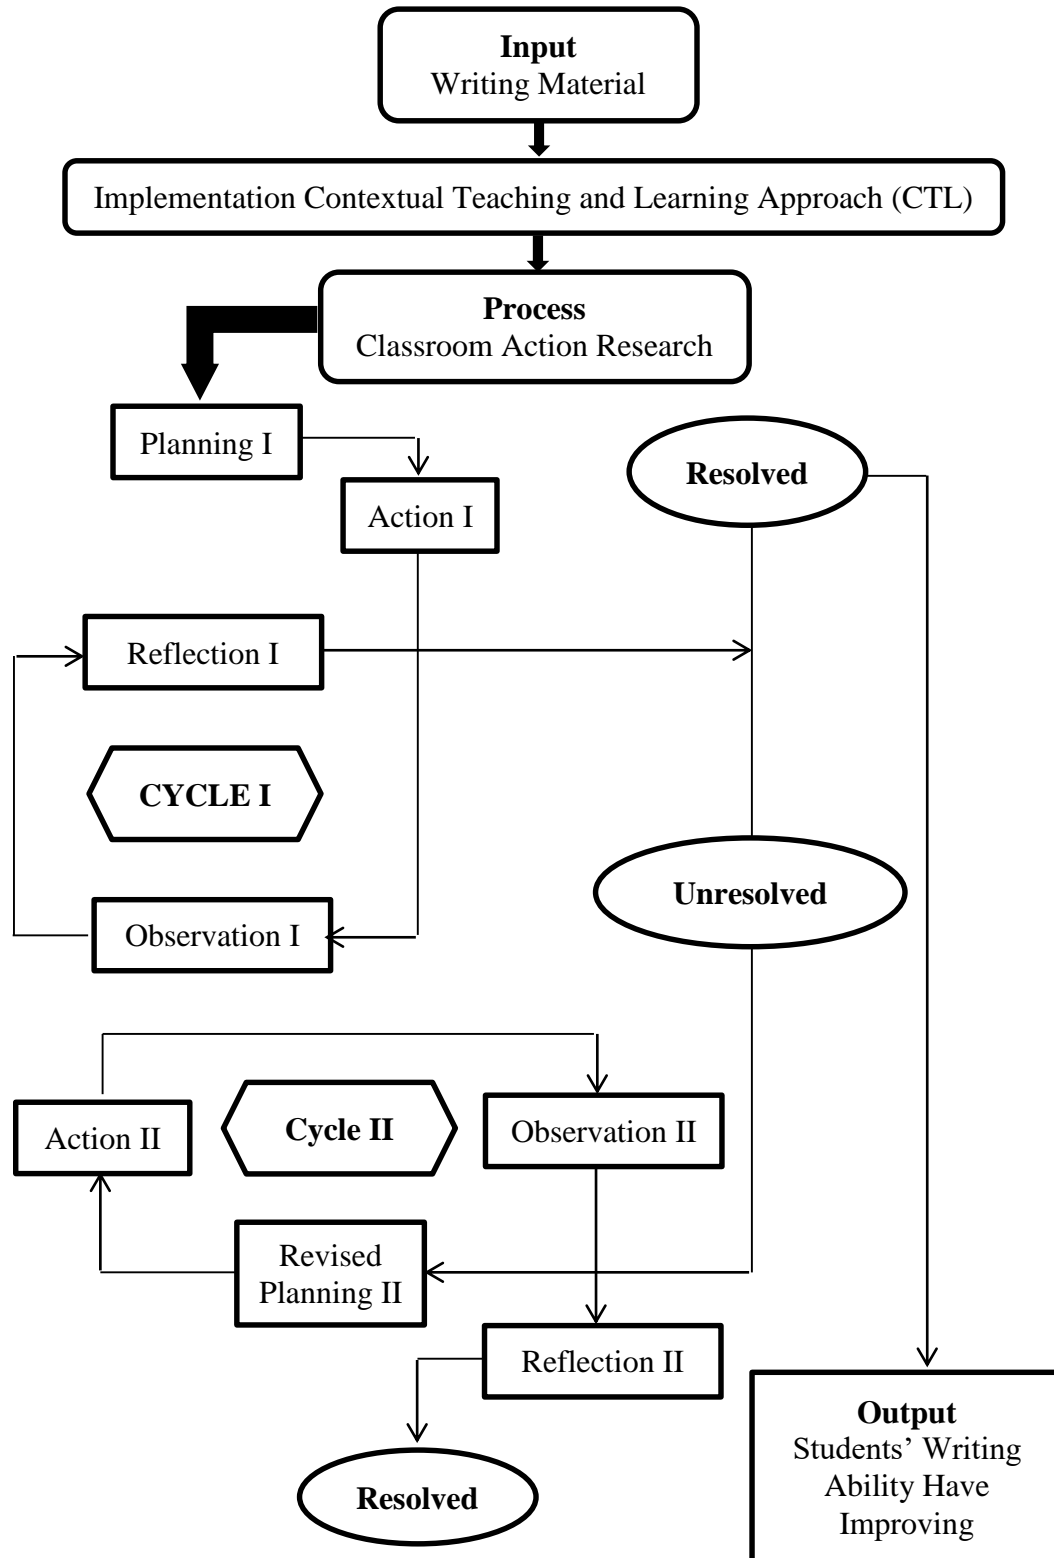 Input
Writing Material
Implementation Contextual Teaching and Learning Approach (CTL)
Process
Classroom Action Research
Planning I
Resolved
Action I
Reflection I
CYCLE I
Unresolved
Observation I
Action II
Cycle II
Observation II
Revised
Planning II
Reflection II
Resolved
Output
Students’ Writing
Ability Have
Improving